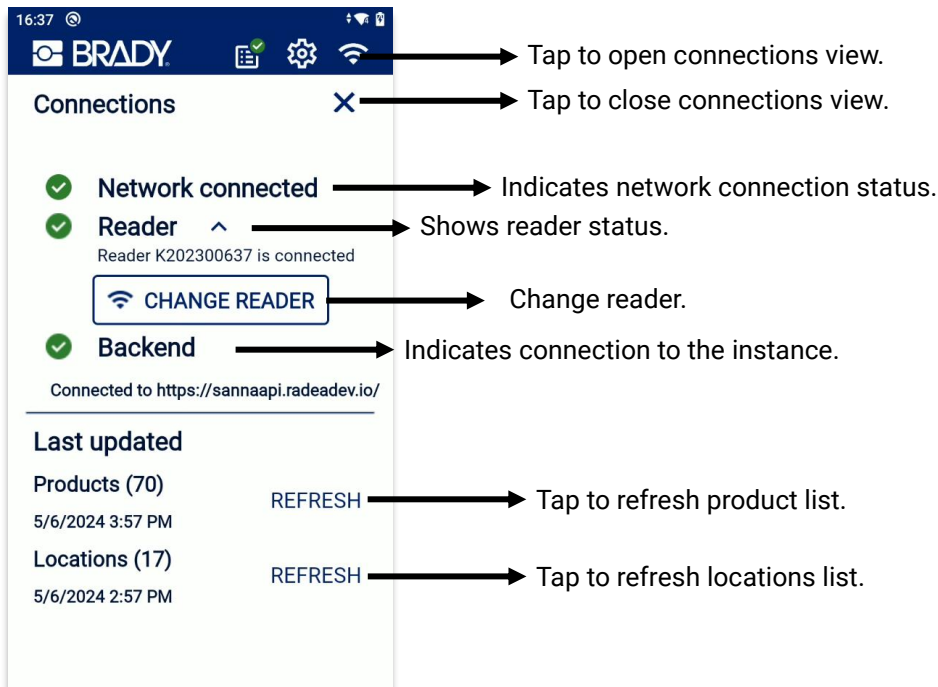 16:37
BRADY.
Tap to open connections view.
Connections
Tap to close connections view.
Network connected
Indicates network connection status.
Reader
Shows reader status.
Reader K202300637 is connected
CHANGE READER
Change reader.
Backend
Indicates connection to the instance.
Connected to https://sannaapi.radeadev.io/
Last updated
Products (70)
REFRESH
Tap to refresh product list.
5/6/2024 3:57 PM
Locations (17)
REFRESH
Tap to refresh locations list.
5/6/2024 2:57 PM